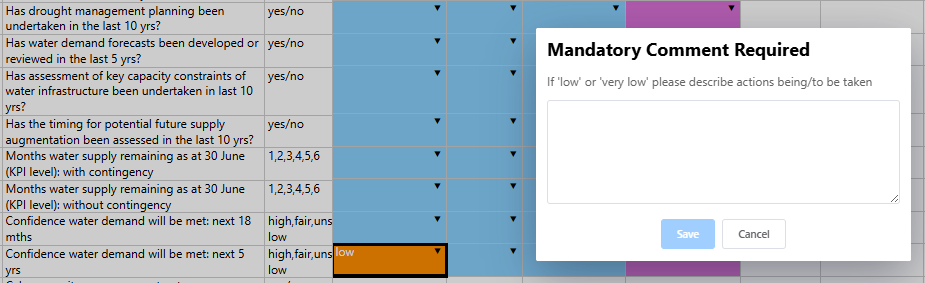 Has drought management planning been yes/no
undertaken in the last 10 yrs?
Has water demand forecasts been developed or yes/no
reviewed in the last 5 yrs?
Has assessment of key capacity constraints of yes/no
water infrastructure been undertaken in last 10
yrs?
Has the timing for potential future supply yes/no
augmentation been assessed in the last 10 yrs?
Months water supply remaining as at 30 June 1,2,3,4,5,6
(KPI level): with contingency
Months water supply remaining as at 30 June 1,2,3,4,5,6
(KPI level): without contingency
Confidence water demand will be met: next 18 high,fair,uns
mths low
Confidence water demand will be met: next 5 high,fair,uns low
yrs low
Mandatory Comment Required
If 'low' or 'very low' please describe actions being/to be taken
Save Cancel